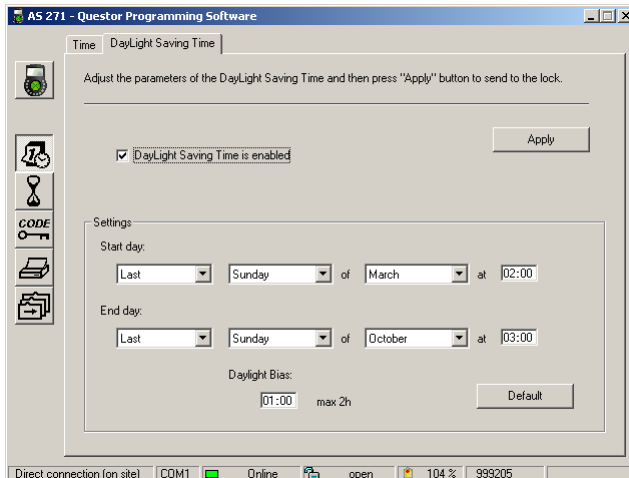 AS 271 - Questor Programming Software
Time DayLight Saving Time
Adjust the parameters of the DayLight Saving Time and then press "Apply" button to send to the lock.
Apply
DayLight Saving Time is enabled
CODE
Settings
Start day:
Last Sunday of March at 02:00
End day:
Last Sunday of October at 03:00
Daylight Bias:
01:00 max 2h
Default
Direct connection (on site) COM1 Online open 104 % 999205